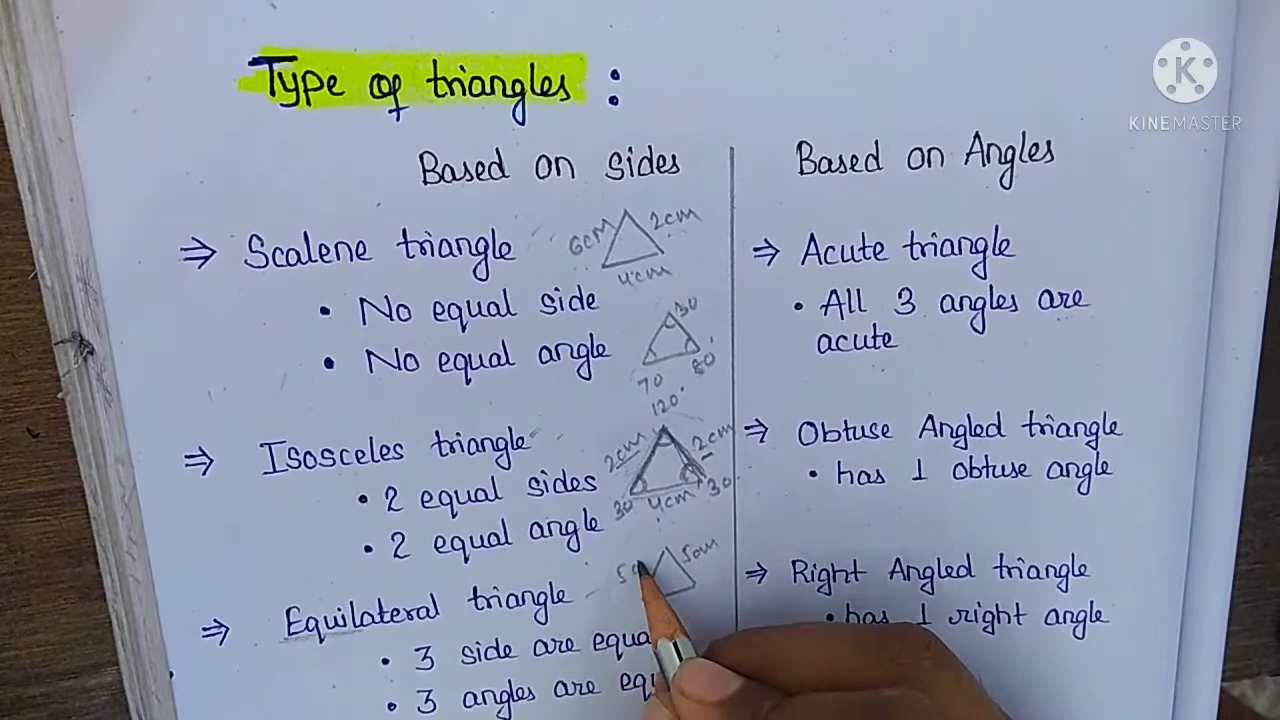 Type of triangles :
Based on sides
⇒ Scalene triangle
6cm 2cm
4cm
• No equal side
• No equal angle
30
70 80°
⇒ Isosceles triangle
120°
2cm 2cm
30 4cm 30
• 2 equal sides
• 2 equal angle
⇒ Equilateral triangle
5cm
• 3 side are equa
• 3 angles are equ
Based on Angles
⇒ Acute triangle
• All 3 angles are
acute
⇒ Obtuse Angled triangle
• has 1 obtuse angle
⇒ Right Angled triangle
• has 1 right angle
KINEMASTER